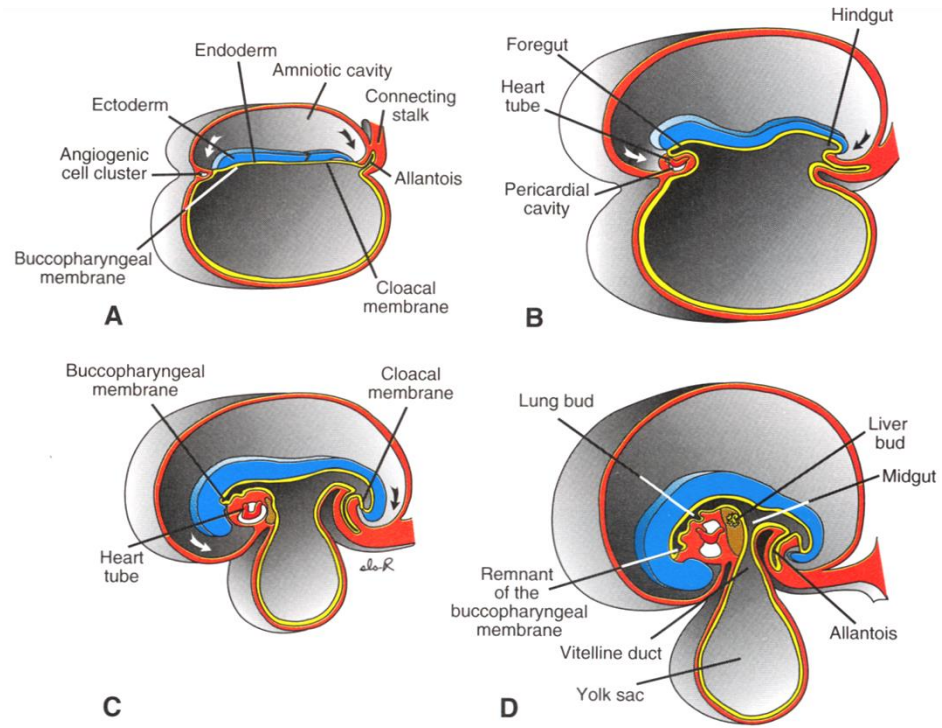 Endoderm
Amniotic cavity
Ectoderm
Connecting
stalk
Angiogenic
cell cluster
Allantois
Buccopharyngeal
membrane
Cloacal
membrane
A
Hindgut
Foregut
Heart
tube
Pericardial
cavity
B
Buccopharyngeal
membrane
Cloacal
membrane
Heart
tube
C
Lung bud
Liver
bud
Midgut
Remnant
of the
buccopharyngeal
membrane
Allantois
Vitelline duct
Yolk sac
D